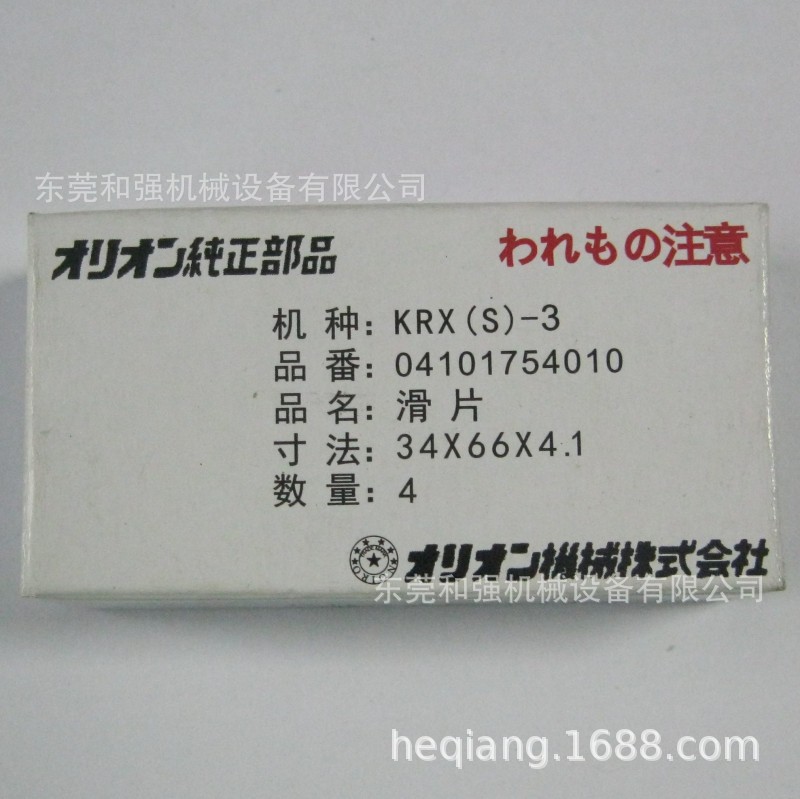 东莞和强机械设备有限公司
オリオン純正部品
われもの注意
机 种: KRX(S)-3
品 番: 04101754010
品 名: 滑 片
寸 法: 34X66X4.1
数 量: 4
オリオン機械株式会社
东莞和强机械设备有限公司
heqiang.1688.com